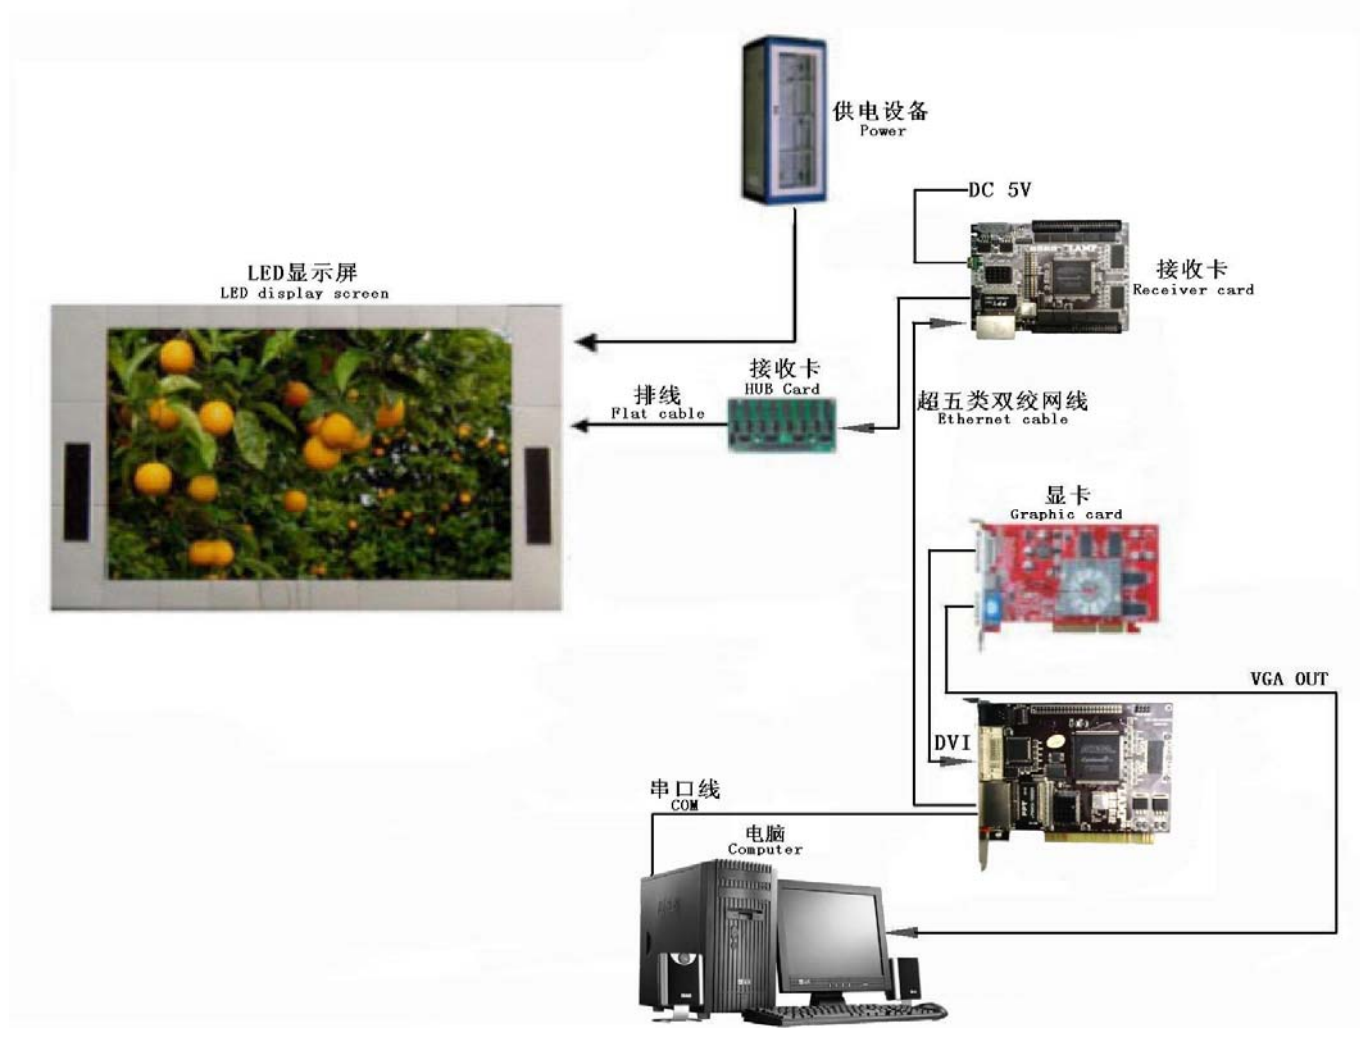 供电设备
Power
DC 5V
接收卡
Receiver card
LED显示屏
LED display screen
接收卡
HUB Card
排线
Flat cable
超五类双绞网线
Ethernet cable
显卡
Graphic card
VGA OUT
DVI
串口线
COM
电脑
Computer